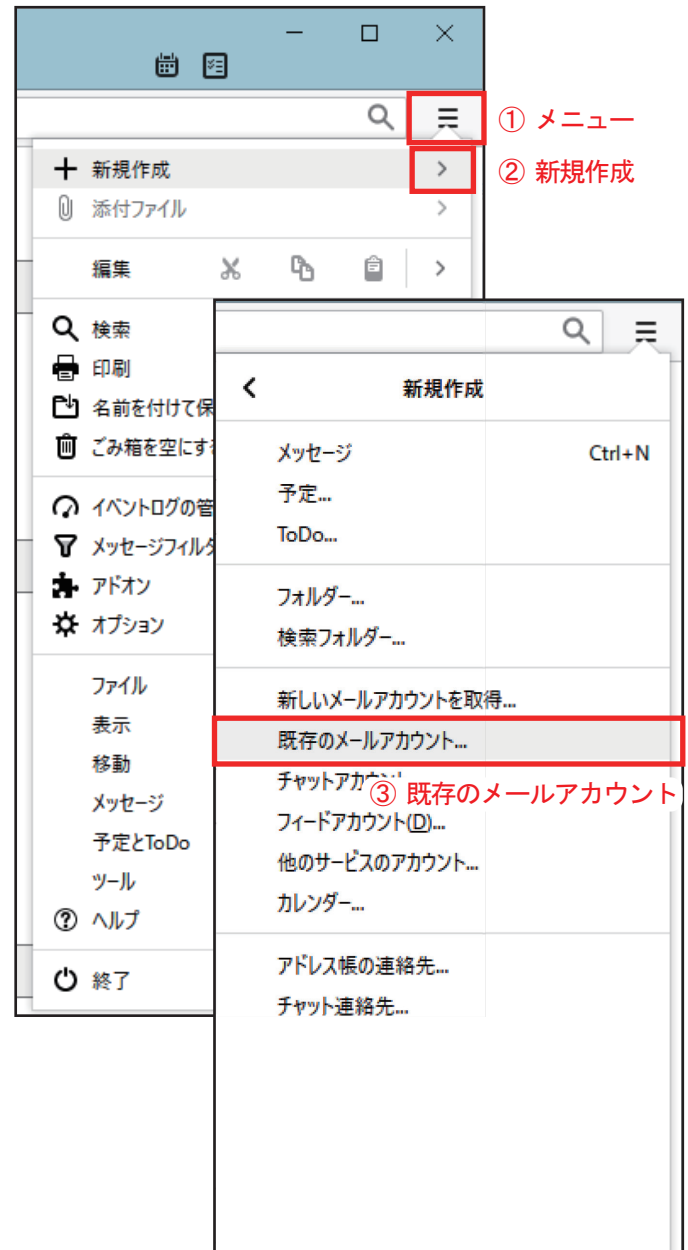 ① メニュー
新規作成
② 新規作成
添付ファイル
編集
検索
印刷
名前を付けて保
ごみ箱を空にす
イベントログの管
メッセージフィルタ
アドオン
オプション
ファイル
表示
移動
メッセージ
予定とToDo
ツール
ヘルプ
終了
新規作成
メッセージ Ctrl+N
予定...
ToDo...
フォルダー...
検索フォルダー...
新しいメールアカウントを取得...
既存のメールアカウント...
チャットアカウント
③ 既存のメールアカウント
フィードアカウント(D)...
他のサービスのアカウント...
カレンダー...
アドレス帳の連絡先...
チャット連絡先...